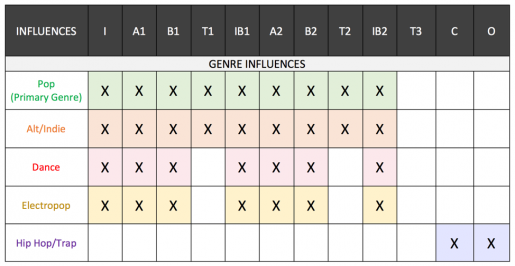 INFLUENCES I A1 B1 T1 IB1 A2 B2 T2 IB2 T3 C O
GENRE INFLUENCES
Pop
(Primary Genre) X X X X X X X X X
Alt/Indie X X X X X X X X X
Dance X X X X X X X
Electropop X X X X X X X
Hip Hop/Trap X X